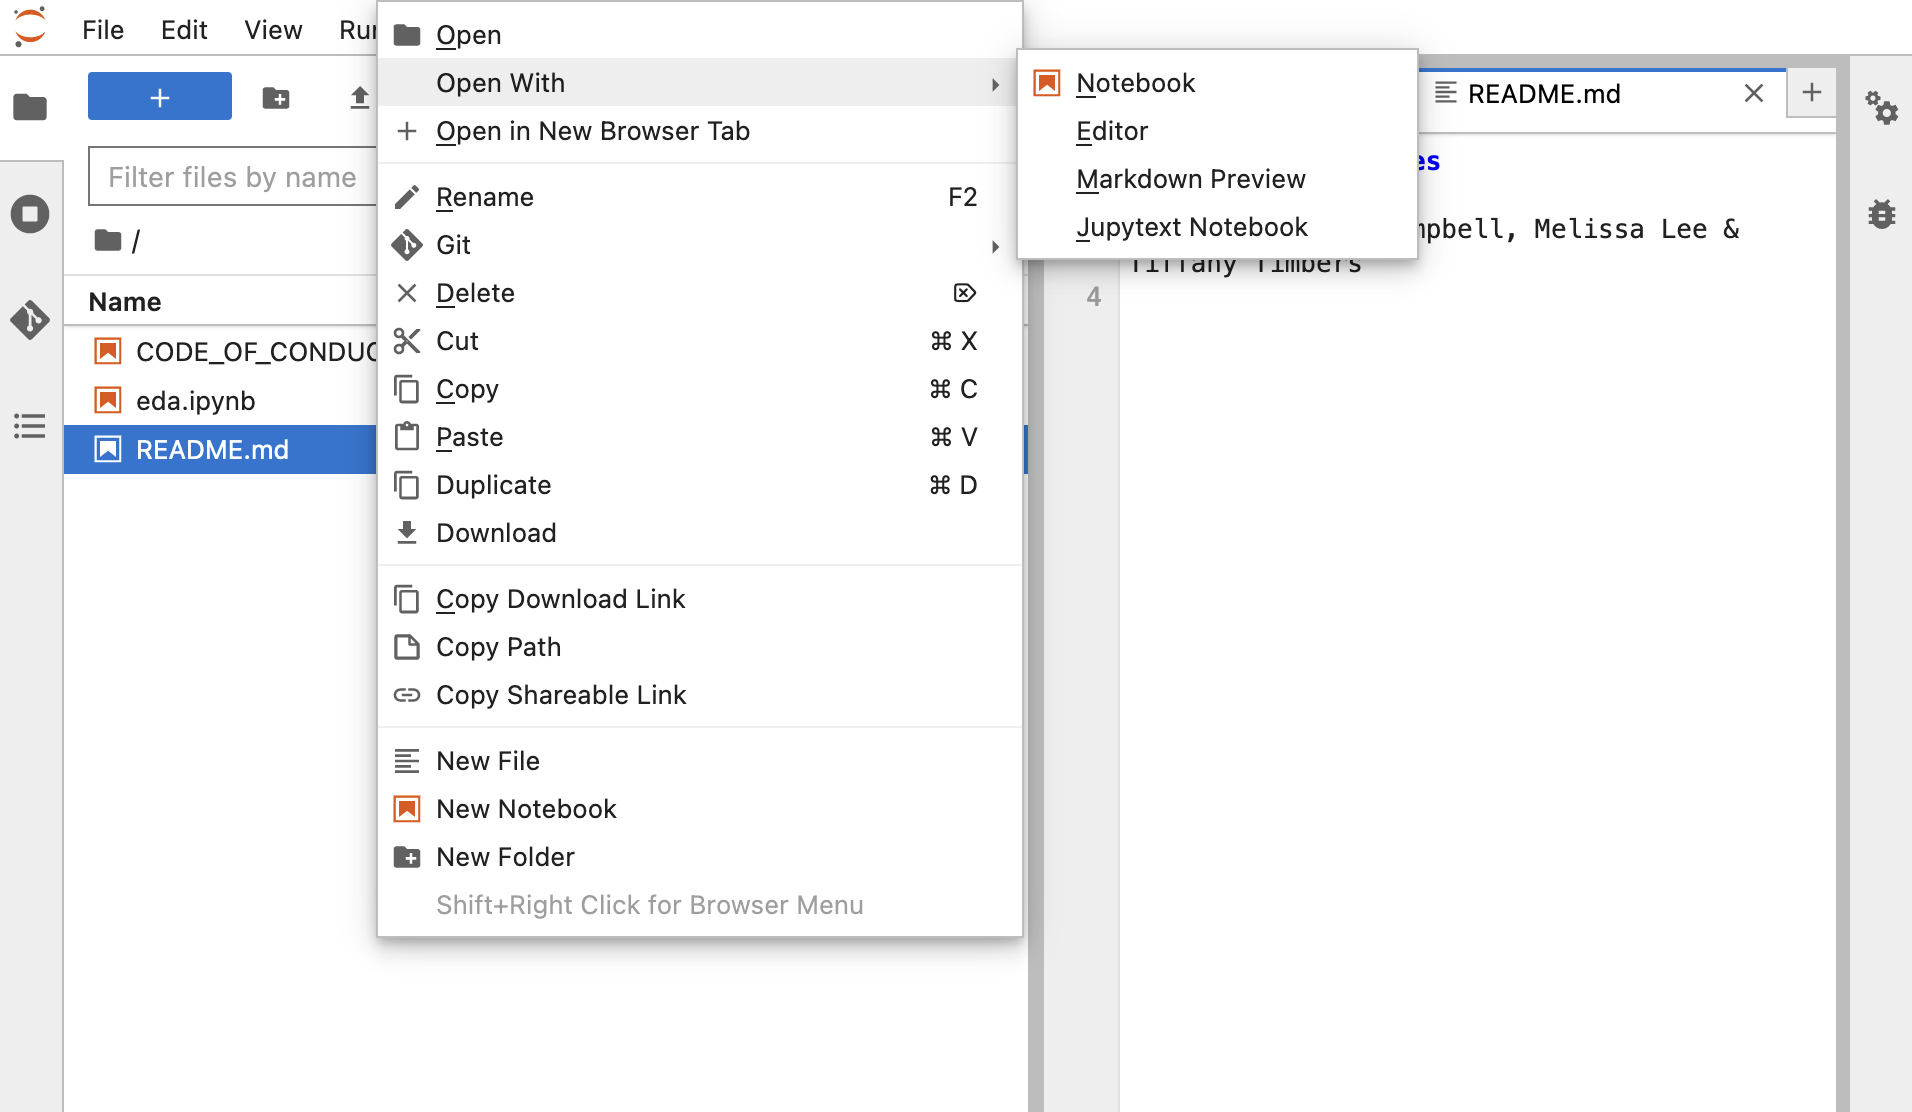 File Edit View
Open
Open With
Open in New Browser Tab
Rename F2
Git
Delete
Cut ⌘ X
Copy ⌘ C
Paste ⌘ V
Duplicate ⌘ D
Download
Copy Download Link
Copy Path
Copy Shareable Link
New File
New Notebook
New Folder
Shift+Right Click for Browser Menu
Notebook
Editor
Markdown Preview
Jupytext Notebook
Filter files by name
/
Name
CODE_OF_CONDUC
eda.ipynb
README.md
README.md
es
mpbell, Melissa Lee &
Tiffany Timbers
4